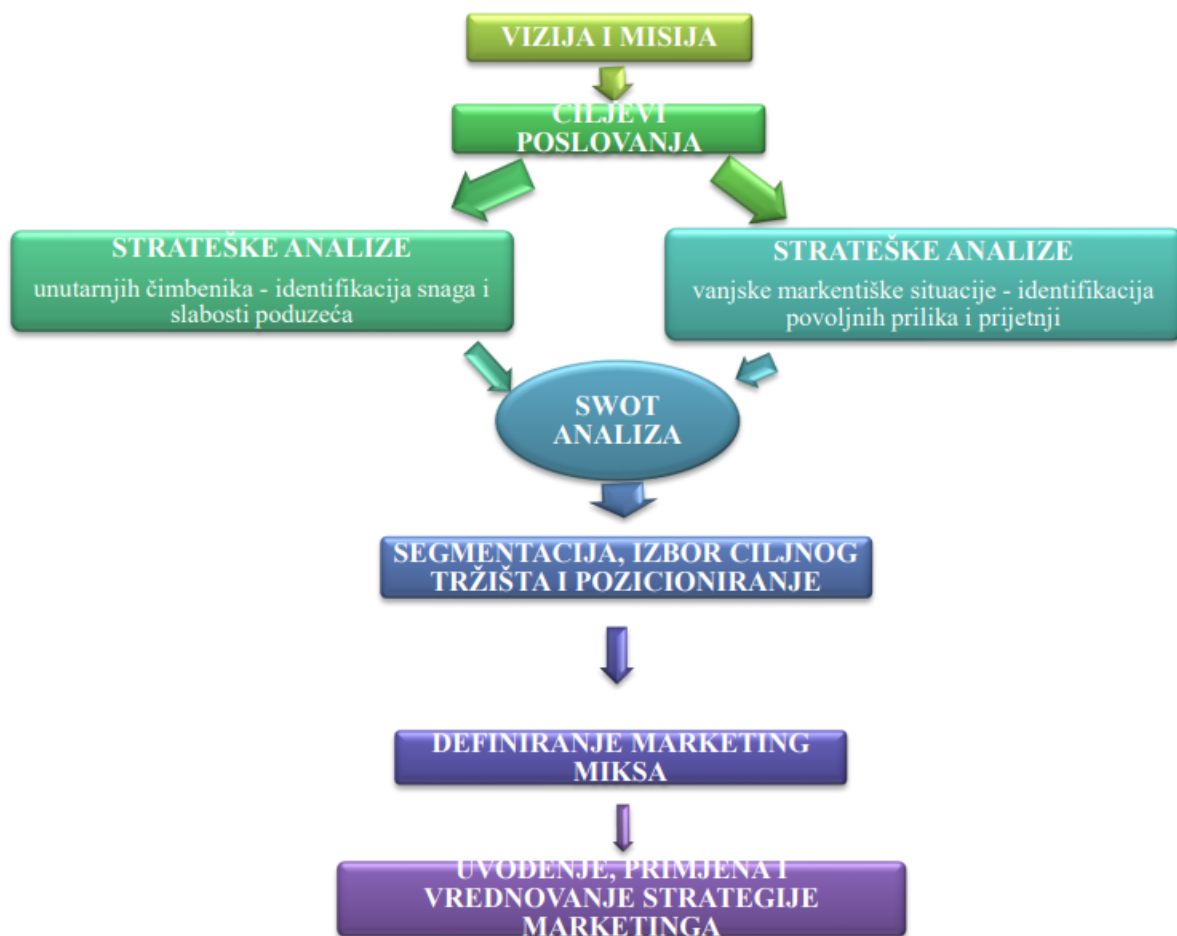 VIZIJA I MISIJA
CILJEVI
POSLOVANJA
STRATEŠKE ANALIZE
unutarnjih čimbenika - identifikacija snaga i
slabosti poduzeća
STRATEŠKE ANALIZE
vanjske markentiške situacije - identifikacija
povoljnih prilika i prijetnji
SWOT
ANALIZA
SEGMENTACIJA, IZBOR CILJNOG
TRŽIŠTA I POZICIONIRANJE
DEFINIRANJE MARKETING
MIKSA
UVOĐENJE, PRIMJENA I
VREDNOVANJE STRATEGIJE
MARKETINGA